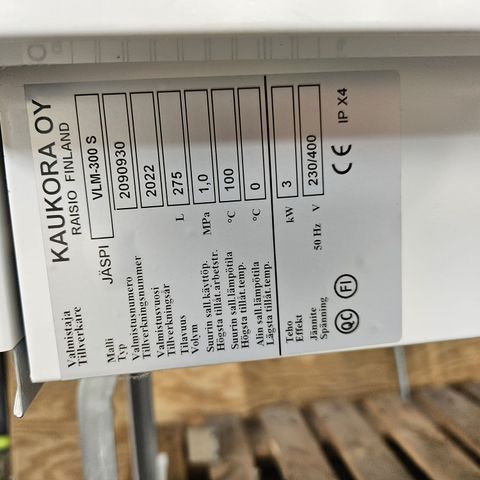 Valmistaja
Tillverkare
KAUKORA OY
RAISIO FINLAND
Malli
Typ
JÄSPI
VLM-300 S
Valmistusnumero
Tillverkningsnummer
2090930
Valmistusvuosi
Tillverkningsår
2022
Tilavuus
Volym
L
275
Suurin sall.käyttöp.
Högsta tillåt.arbetstr.
MPa
1,0
Suurin sall.lämpötila
Högsta tillåt.temp.
°C
100
Alin sall.lämpötila
Lägsta tillåt.temp.
°C
0
Teho
Effekt
kW
3
Jännite
Spänning
50 Hz V
230/400
QC FI CE IP X4